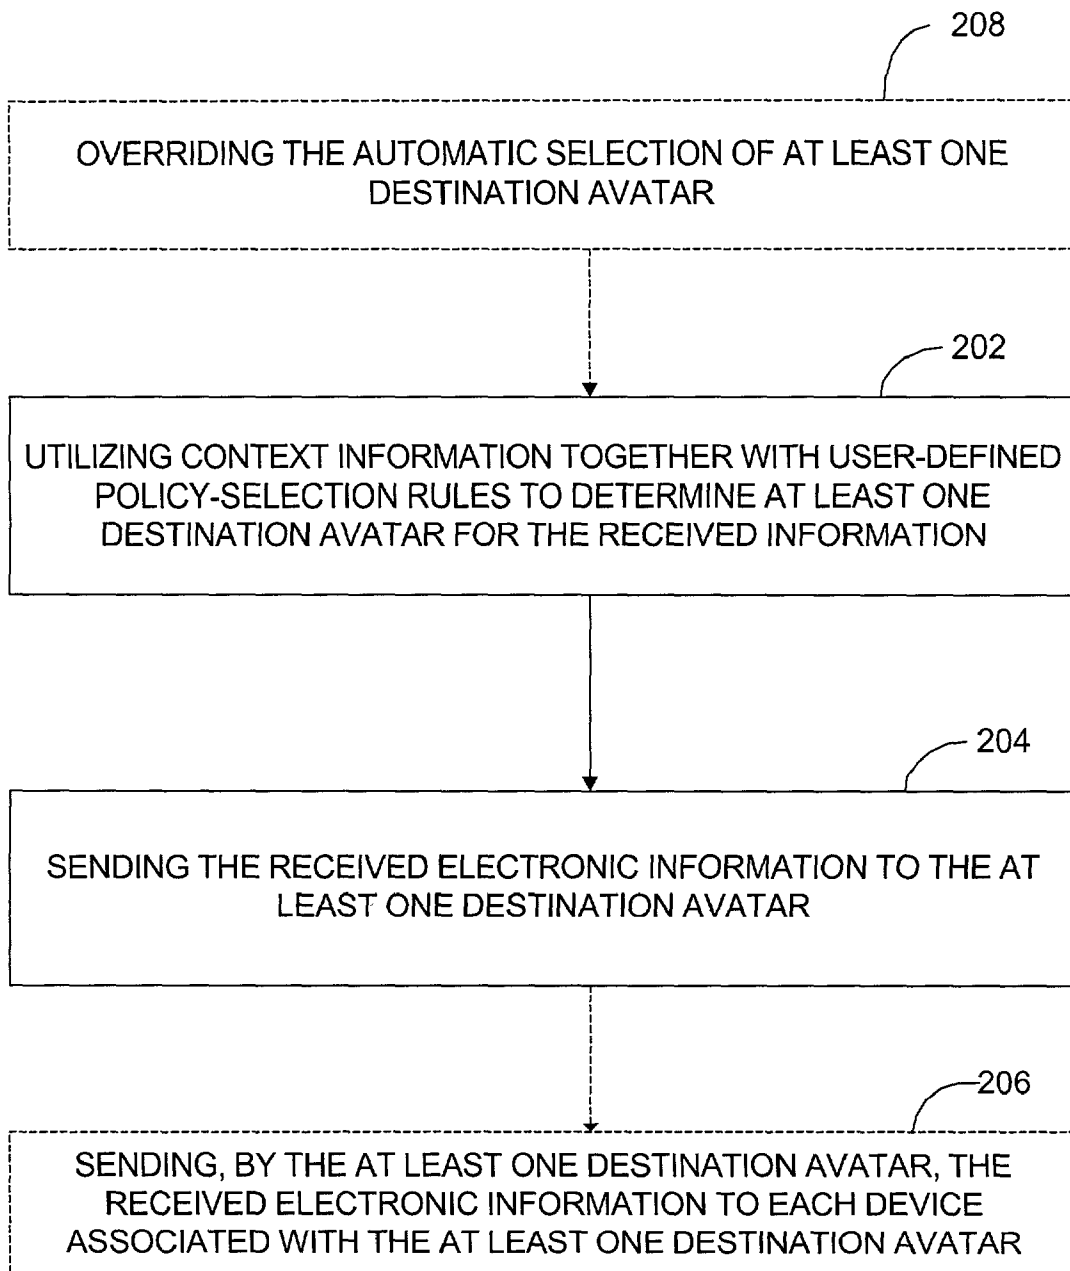 208
OVERRIDING THE AUTOMATIC SELECTION OF AT LEAST ONE
DESTINATION AVATAR
202
UTILIZING CONTEXT INFORMATION TOGETHER WITH USER-DEFINED
POLICY-SELECTION RULES TO DETERMINE AT LEAST ONE
DESTINATION AVATAR FOR THE RECEIVED INFORMATION
204
SENDING THE RECEIVED ELECTRONIC INFORMATION TO THE AT
LEAST ONE DESTINATION AVATAR
206
SENDING, BY THE AT LEAST ONE DESTINATION AVATAR, THE
RECEIVED ELECTRONIC INFORMATION TO EACH DEVICE
ASSOCIATED WITH THE AT LEAST ONE DESTINATION AVATAR